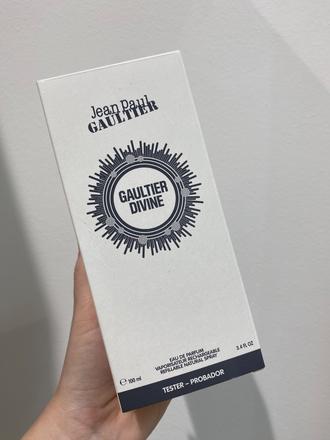 Jean Paul
GAULTIER
GAULTIER
DIVINE
EAU DE PARFUM
VAPORISATEUR RECHARGEABLE
REFILLABLE NATURAL SPRAY
℮ 100 ml
3.4 fl OZ
TESTER – PROBADOR